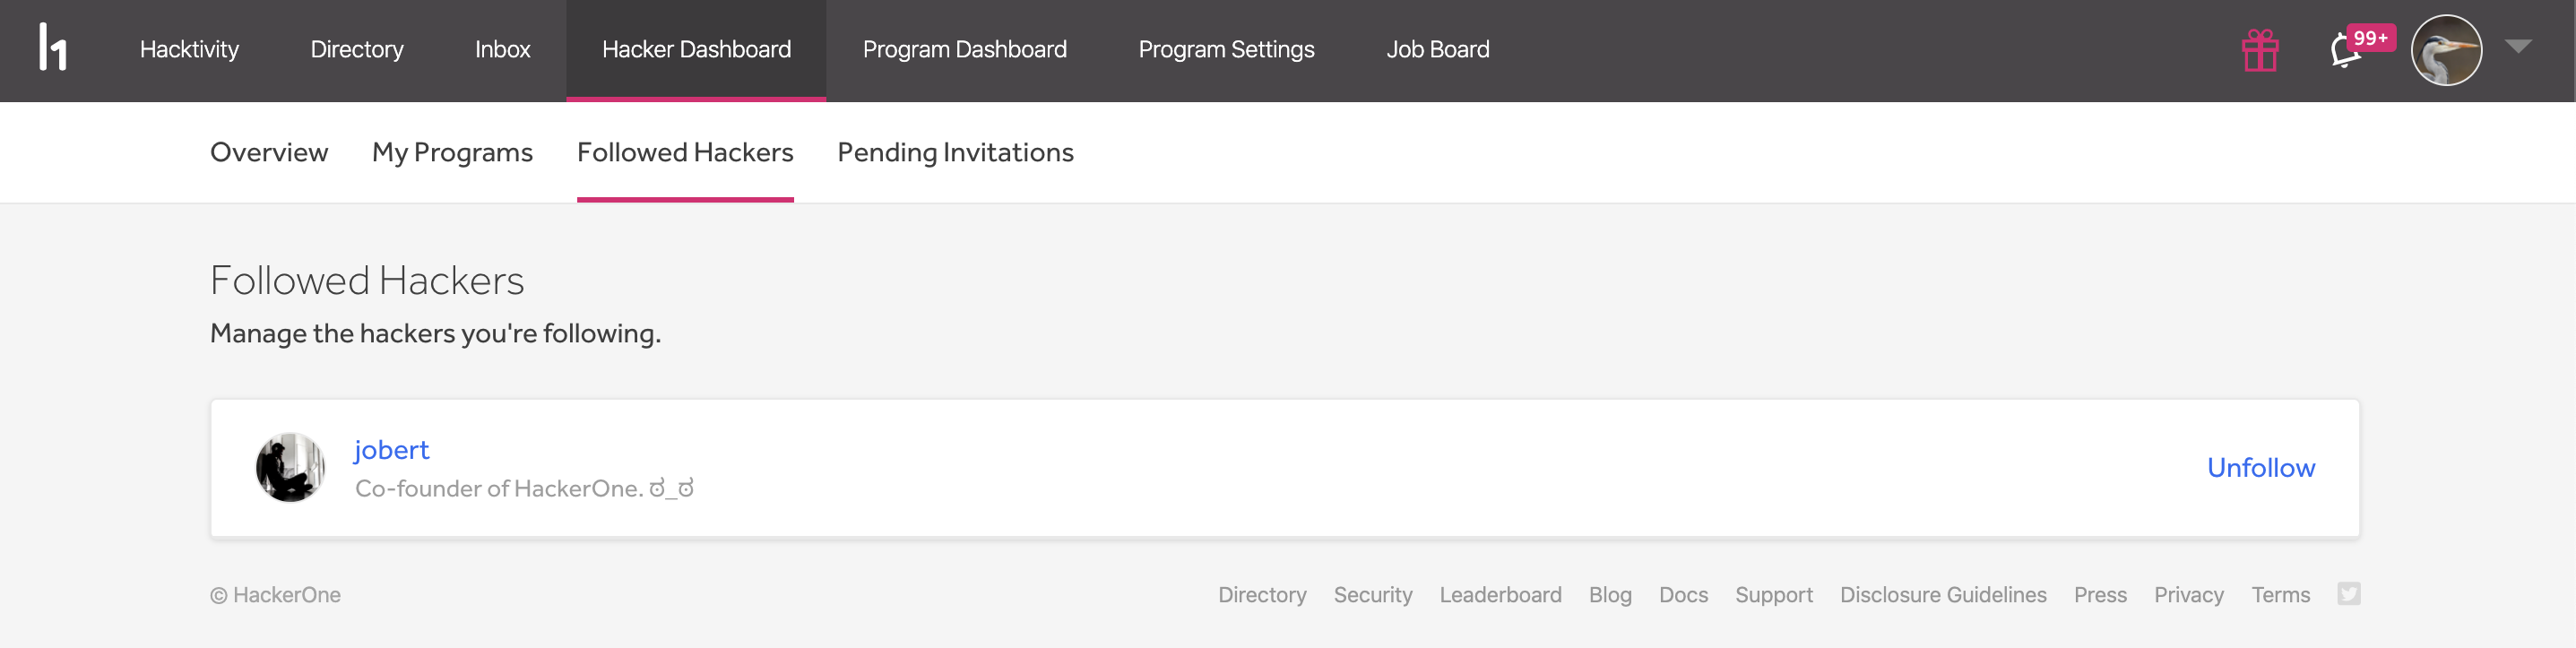 Hacktivity Directory Inbox Hacker Dashboard Program Dashboard Program Settings Job Board 99+
Overview My Programs Followed Hackers Pending Invitations
Followed Hackers
Manage the hackers you're following.
jobert
Co-founder of HackerOne. ಠ_ಠ
Unfollow
© HackerOne Directory Security Leaderboard Blog Docs Support Disclosure Guidelines Press Privacy Terms